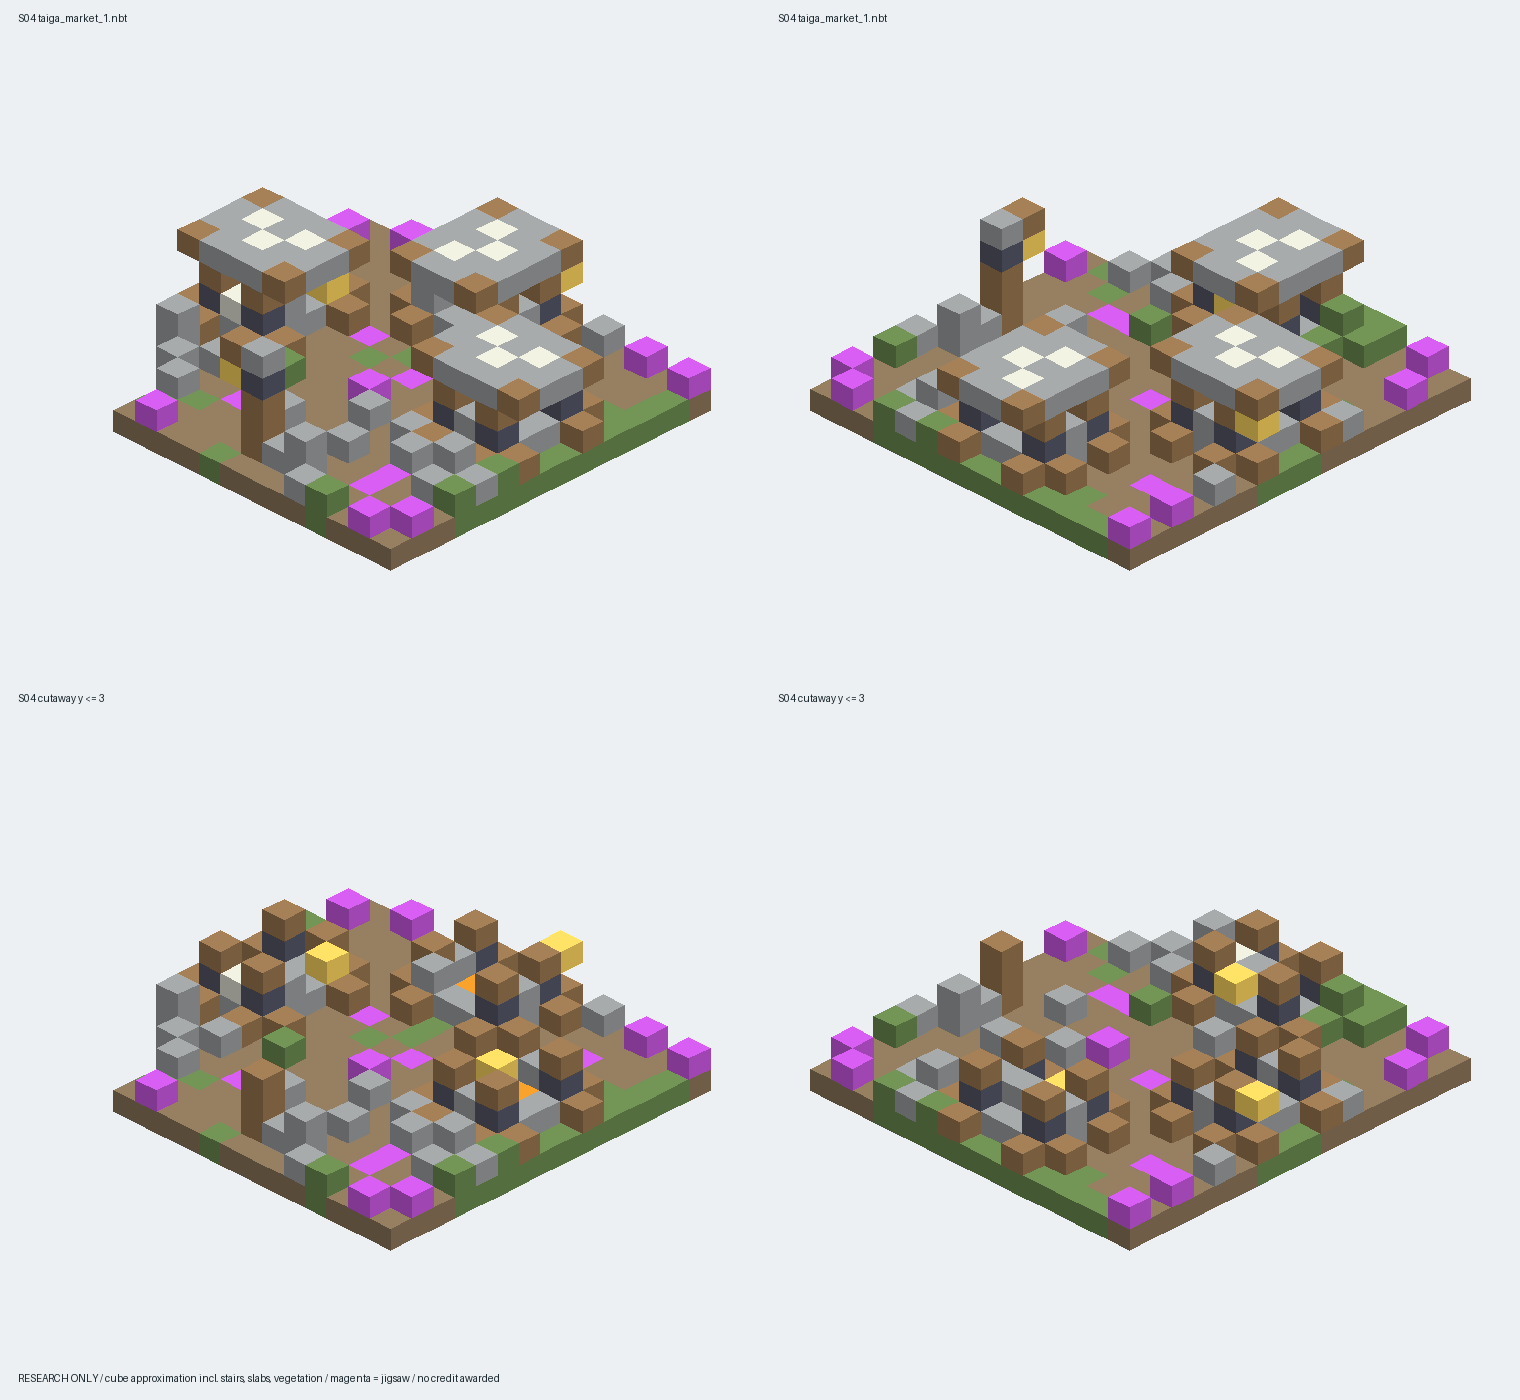 S04 taiga_market_1.nbt
S04 taiga_market_1.nbt
S04 cutaway y <= 3
S04 cutaway y <= 3
RESEARCH ONLY / cube approximation incl. stairs, slabs, vegetation / magenta = jigsaw / no credit awarded